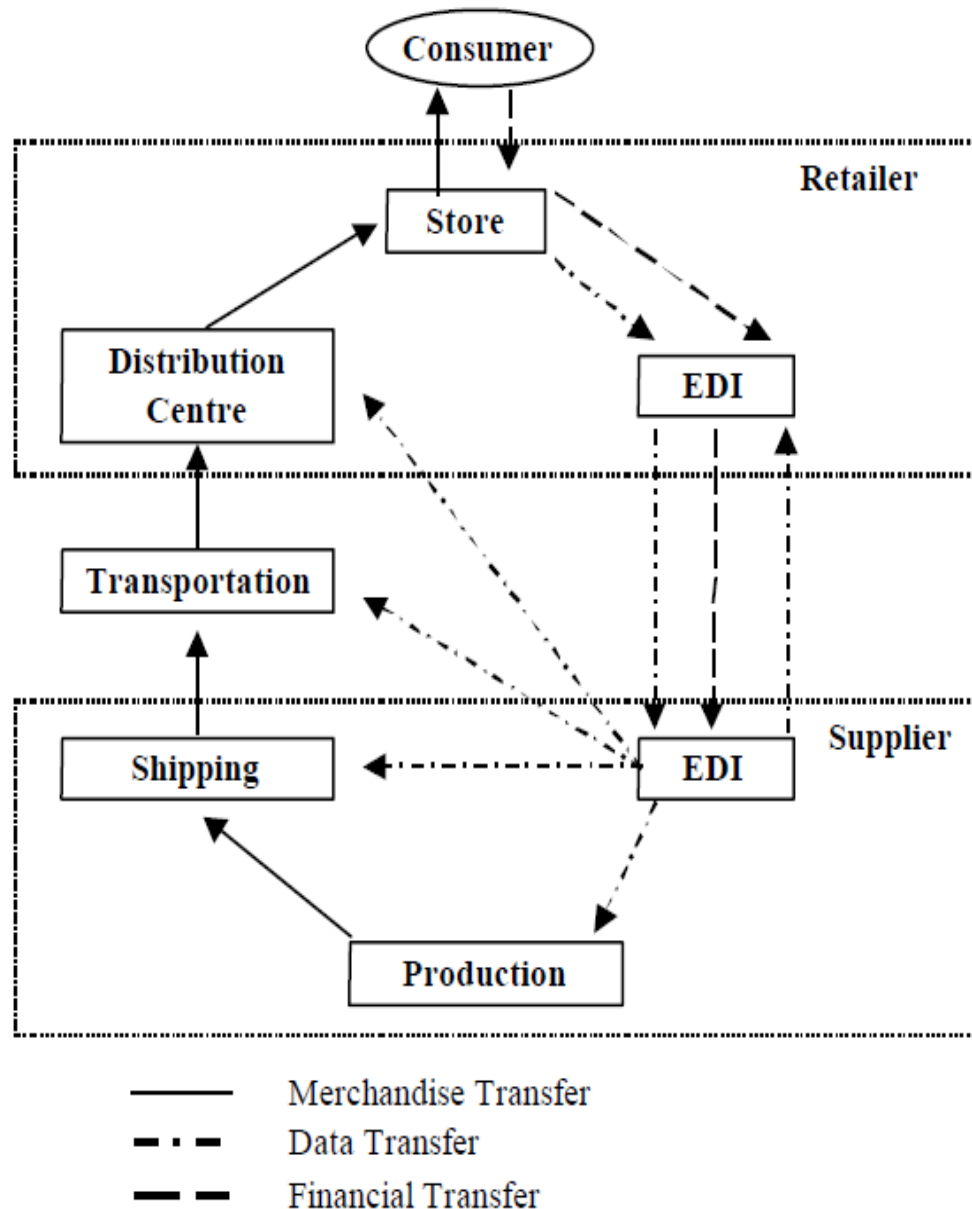 Consumer
Retailer
Store
Distribution
Centre
EDI
Transportation
Supplier
Shipping
EDI
Production
Merchandise Transfer
Data Transfer
Financial Transfer